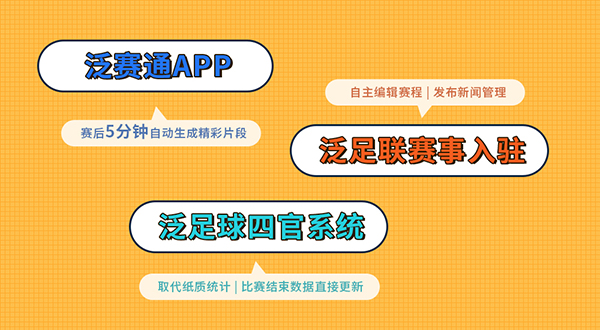 泛赛通APP
赛后5分钟自动生成精彩片段
自主编辑赛程 | 发布新闻管理
泛足联赛事入驻
泛足球四官系统
取代纸质统计 | 比赛结束数据直接更新